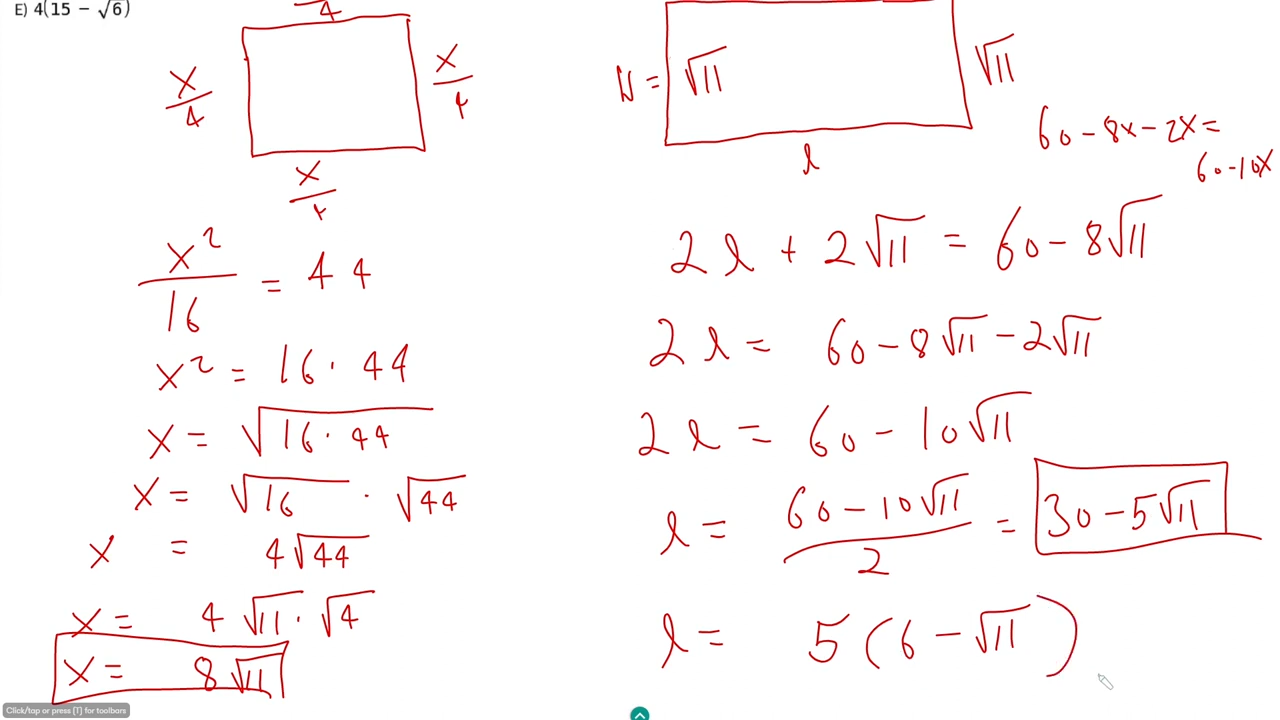 E) 4(15 − √6)
4
x/4
x/4
x/4
x²/16 = 44
x² = 16 · 44
x = √(16 · 44)
x = √16 · √44
x = 4√44
x = 4√11 · √4
x = 8√11
W = √11
√11
l
60 − 8x − 2x =
60 − 10x
2l + 2√11 = 60 − 8√11
2l = 60 − 8√11 − 2√11
2l = 60 − 10√11
l = (60 − 10√11)/2 = 30 − 5√11
l = 5(6 − √11)
Click/tap or press [T] for toolbars